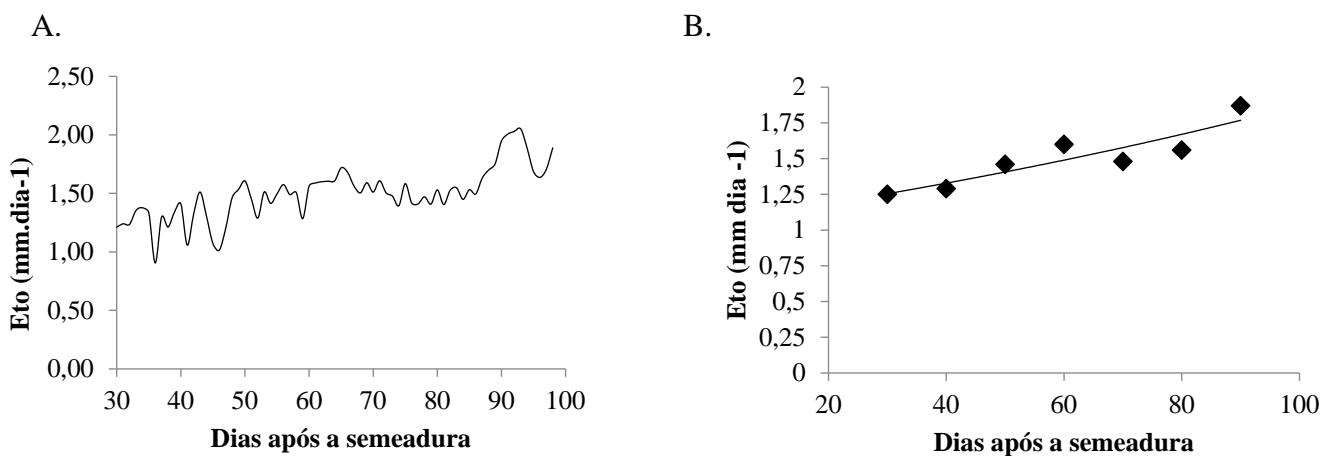 A.
Eto (mm.dia-1)
2,50
2,00
1,50
1,00
0,50
0,00
30 40 50 60 70 80 90 100
Dias após a semeadura
B.
Eto (mm dia -1)
2
1,75
1,5
1,25
1
0,75
0,5
0,25
0
20 40 60 80 100
Dias após a semeadura